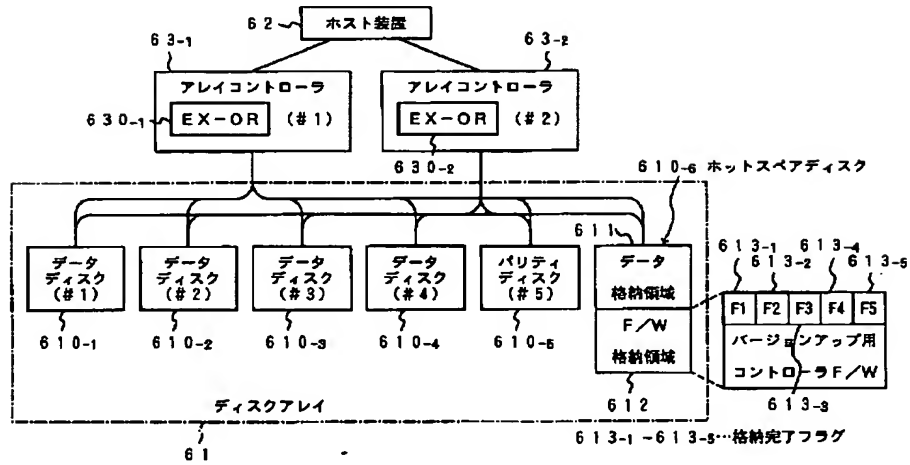 62
ホスト装置
63-1
63-2
アレイコントローラ
EX-OR (#1)
630-1
アレイコントローラ
EX-OR (#2)
630-2
610-6 ホットスペアディスク
611
データ
ディスク
(#1)
データ
ディスク
(#2)
データ
ディスク
(#3)
データ
ディスク
(#4)
パリティ
ディスク
(#5)
データ
格納領域
F/W
格納領域
613-1
613-2
613-4
613-5
F1 F2 F3 F4 F5
バージョンアップ用
コントローラF/W
613-3
610-1
610-2
610-3
610-4
610-5
612
ディスクアレイ
61
613-1 ~613-5…格納完了フラグ